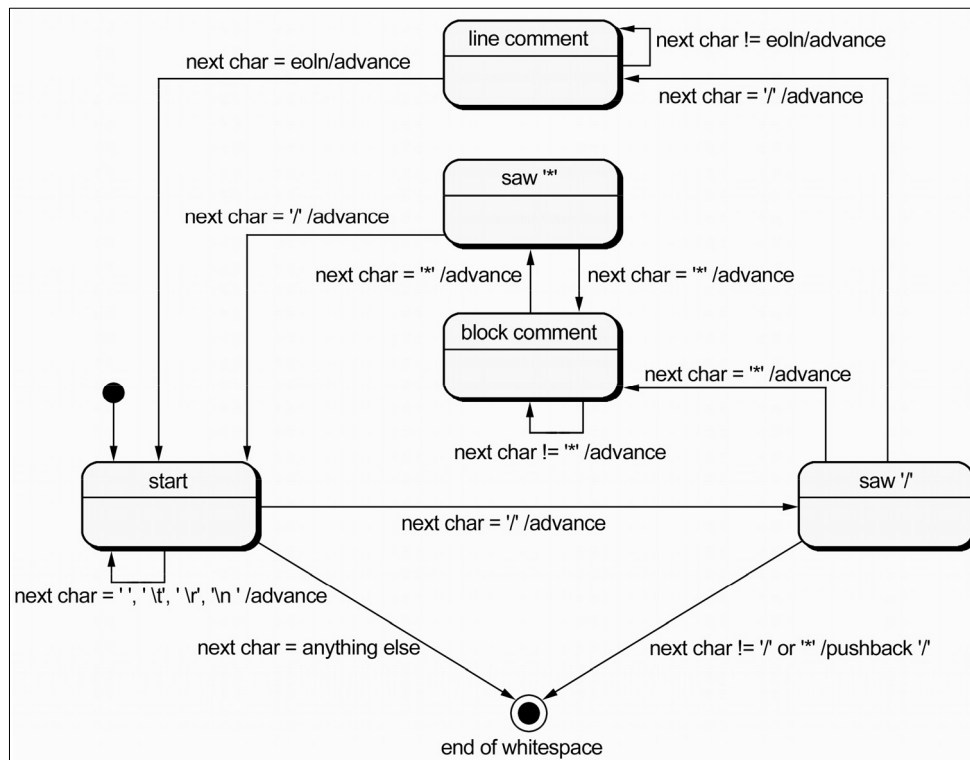 line comment
next char != eoln/advance
next char = eoln/advance
next char = '/' /advance
saw '*'
next char = '/' /advance
next char = '*' /advance
next char = '*' /advance
block comment
next char = '*' /advance
next char != '*' /advance
start
saw '/'
next char = '/' /advance
next char = ' ', ' \t', ' \r', '\n ' /advance
next char = anything else
next char != '/' or '*' /pushback '/'
end of whitespace